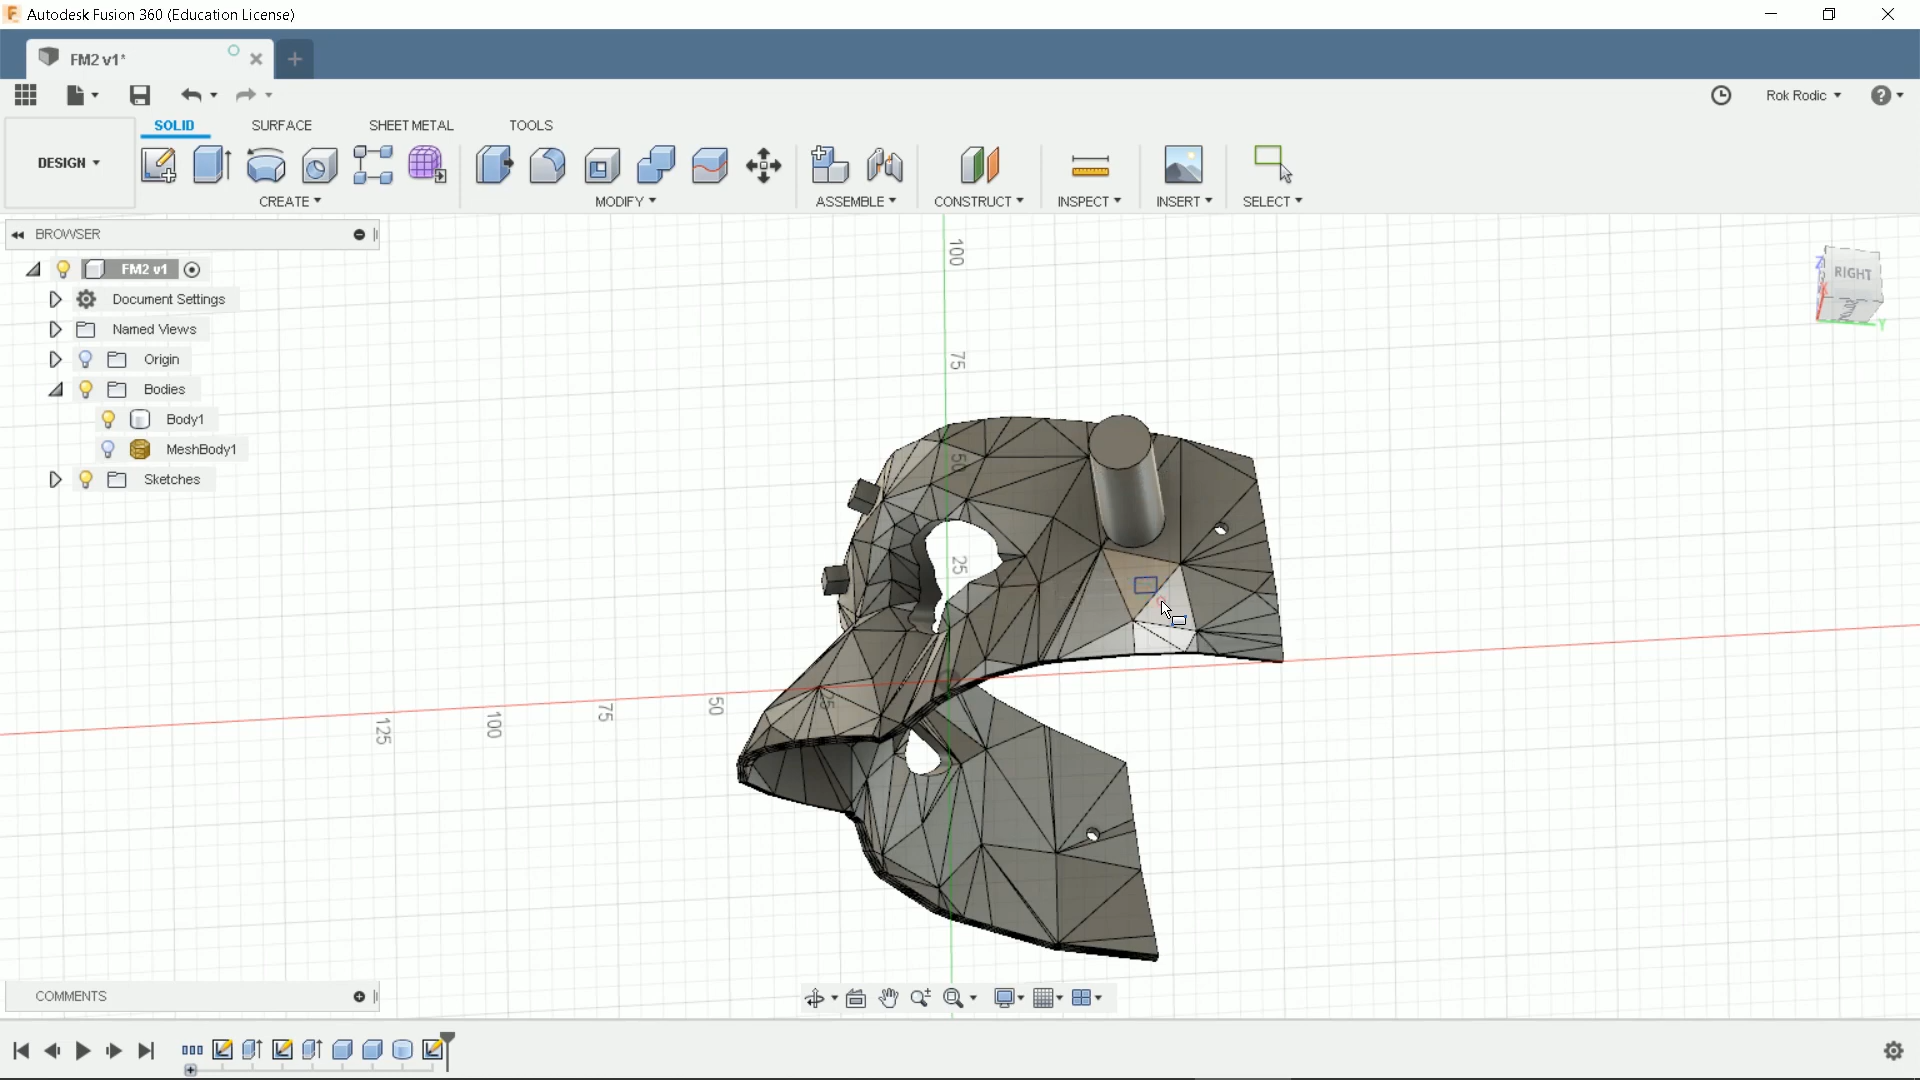 Autodesk Fusion 360 (Education License)
FM2 v1*
Rok Rodic
SOLID SURFACE SHEET METAL TOOLS
DESIGN
CREATE MODIFY ASSEMBLE CONSTRUCT INSPECT INSERT SELECT
BROWSER
FM2 v1
Document Settings
Named Views
Origin
Bodies
Body1
MeshBody1
Sketches
100
75
50
25
125
100
75
50
25
RIGHT
Z
Y
COMMENTS